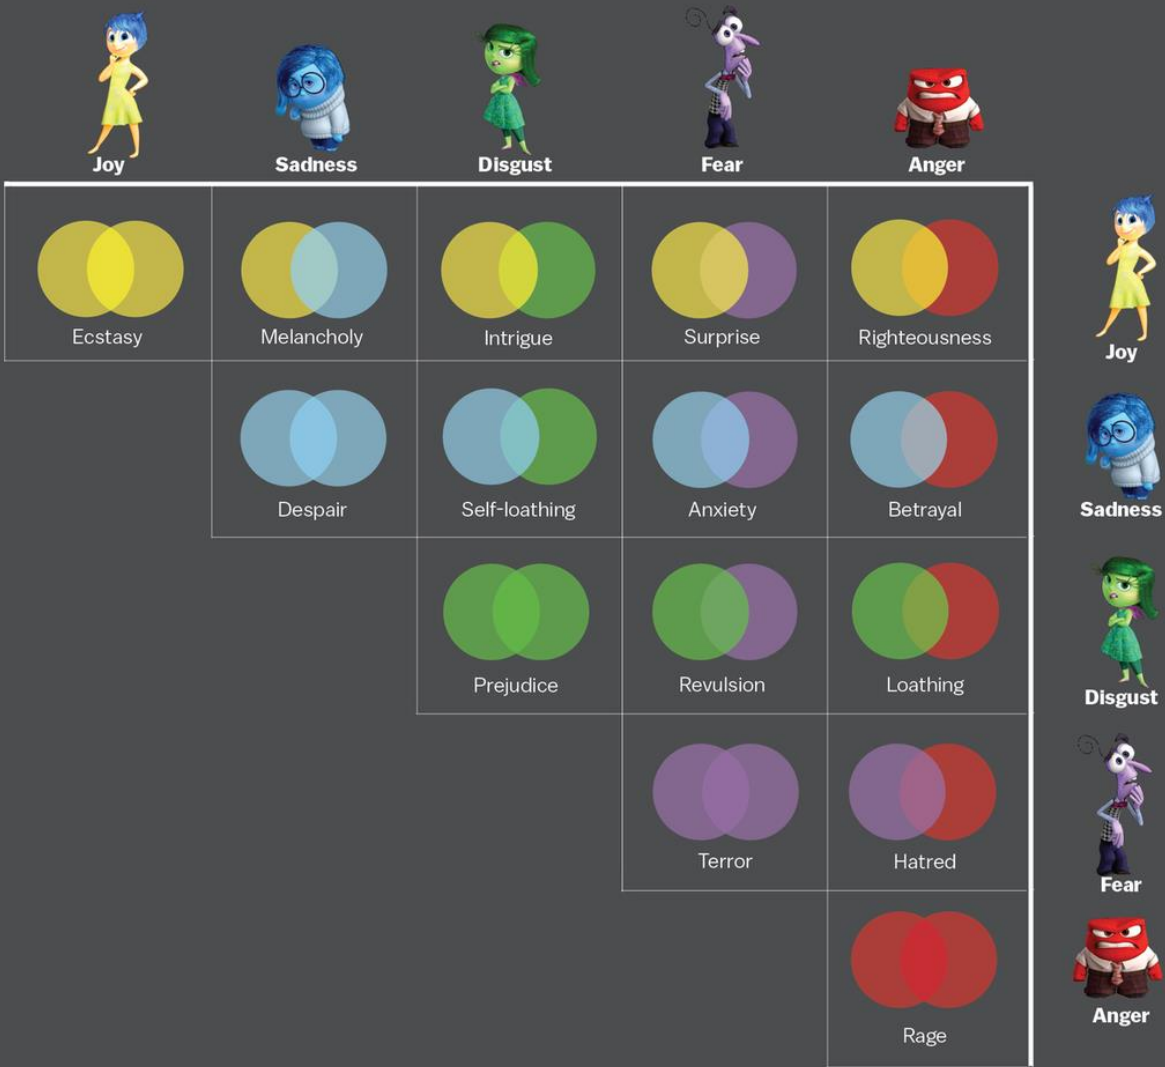 Joy
Sadness
Disgust
Fear
Anger
Ecstasy
Melancholy
Intrigue
Surprise
Righteousness
Joy
Despair
Self-loathing
Anxiety
Betrayal
Sadness
Prejudice
Revulsion
Loathing
Disgust
Terror
Hatred
Fear
Rage
Anger